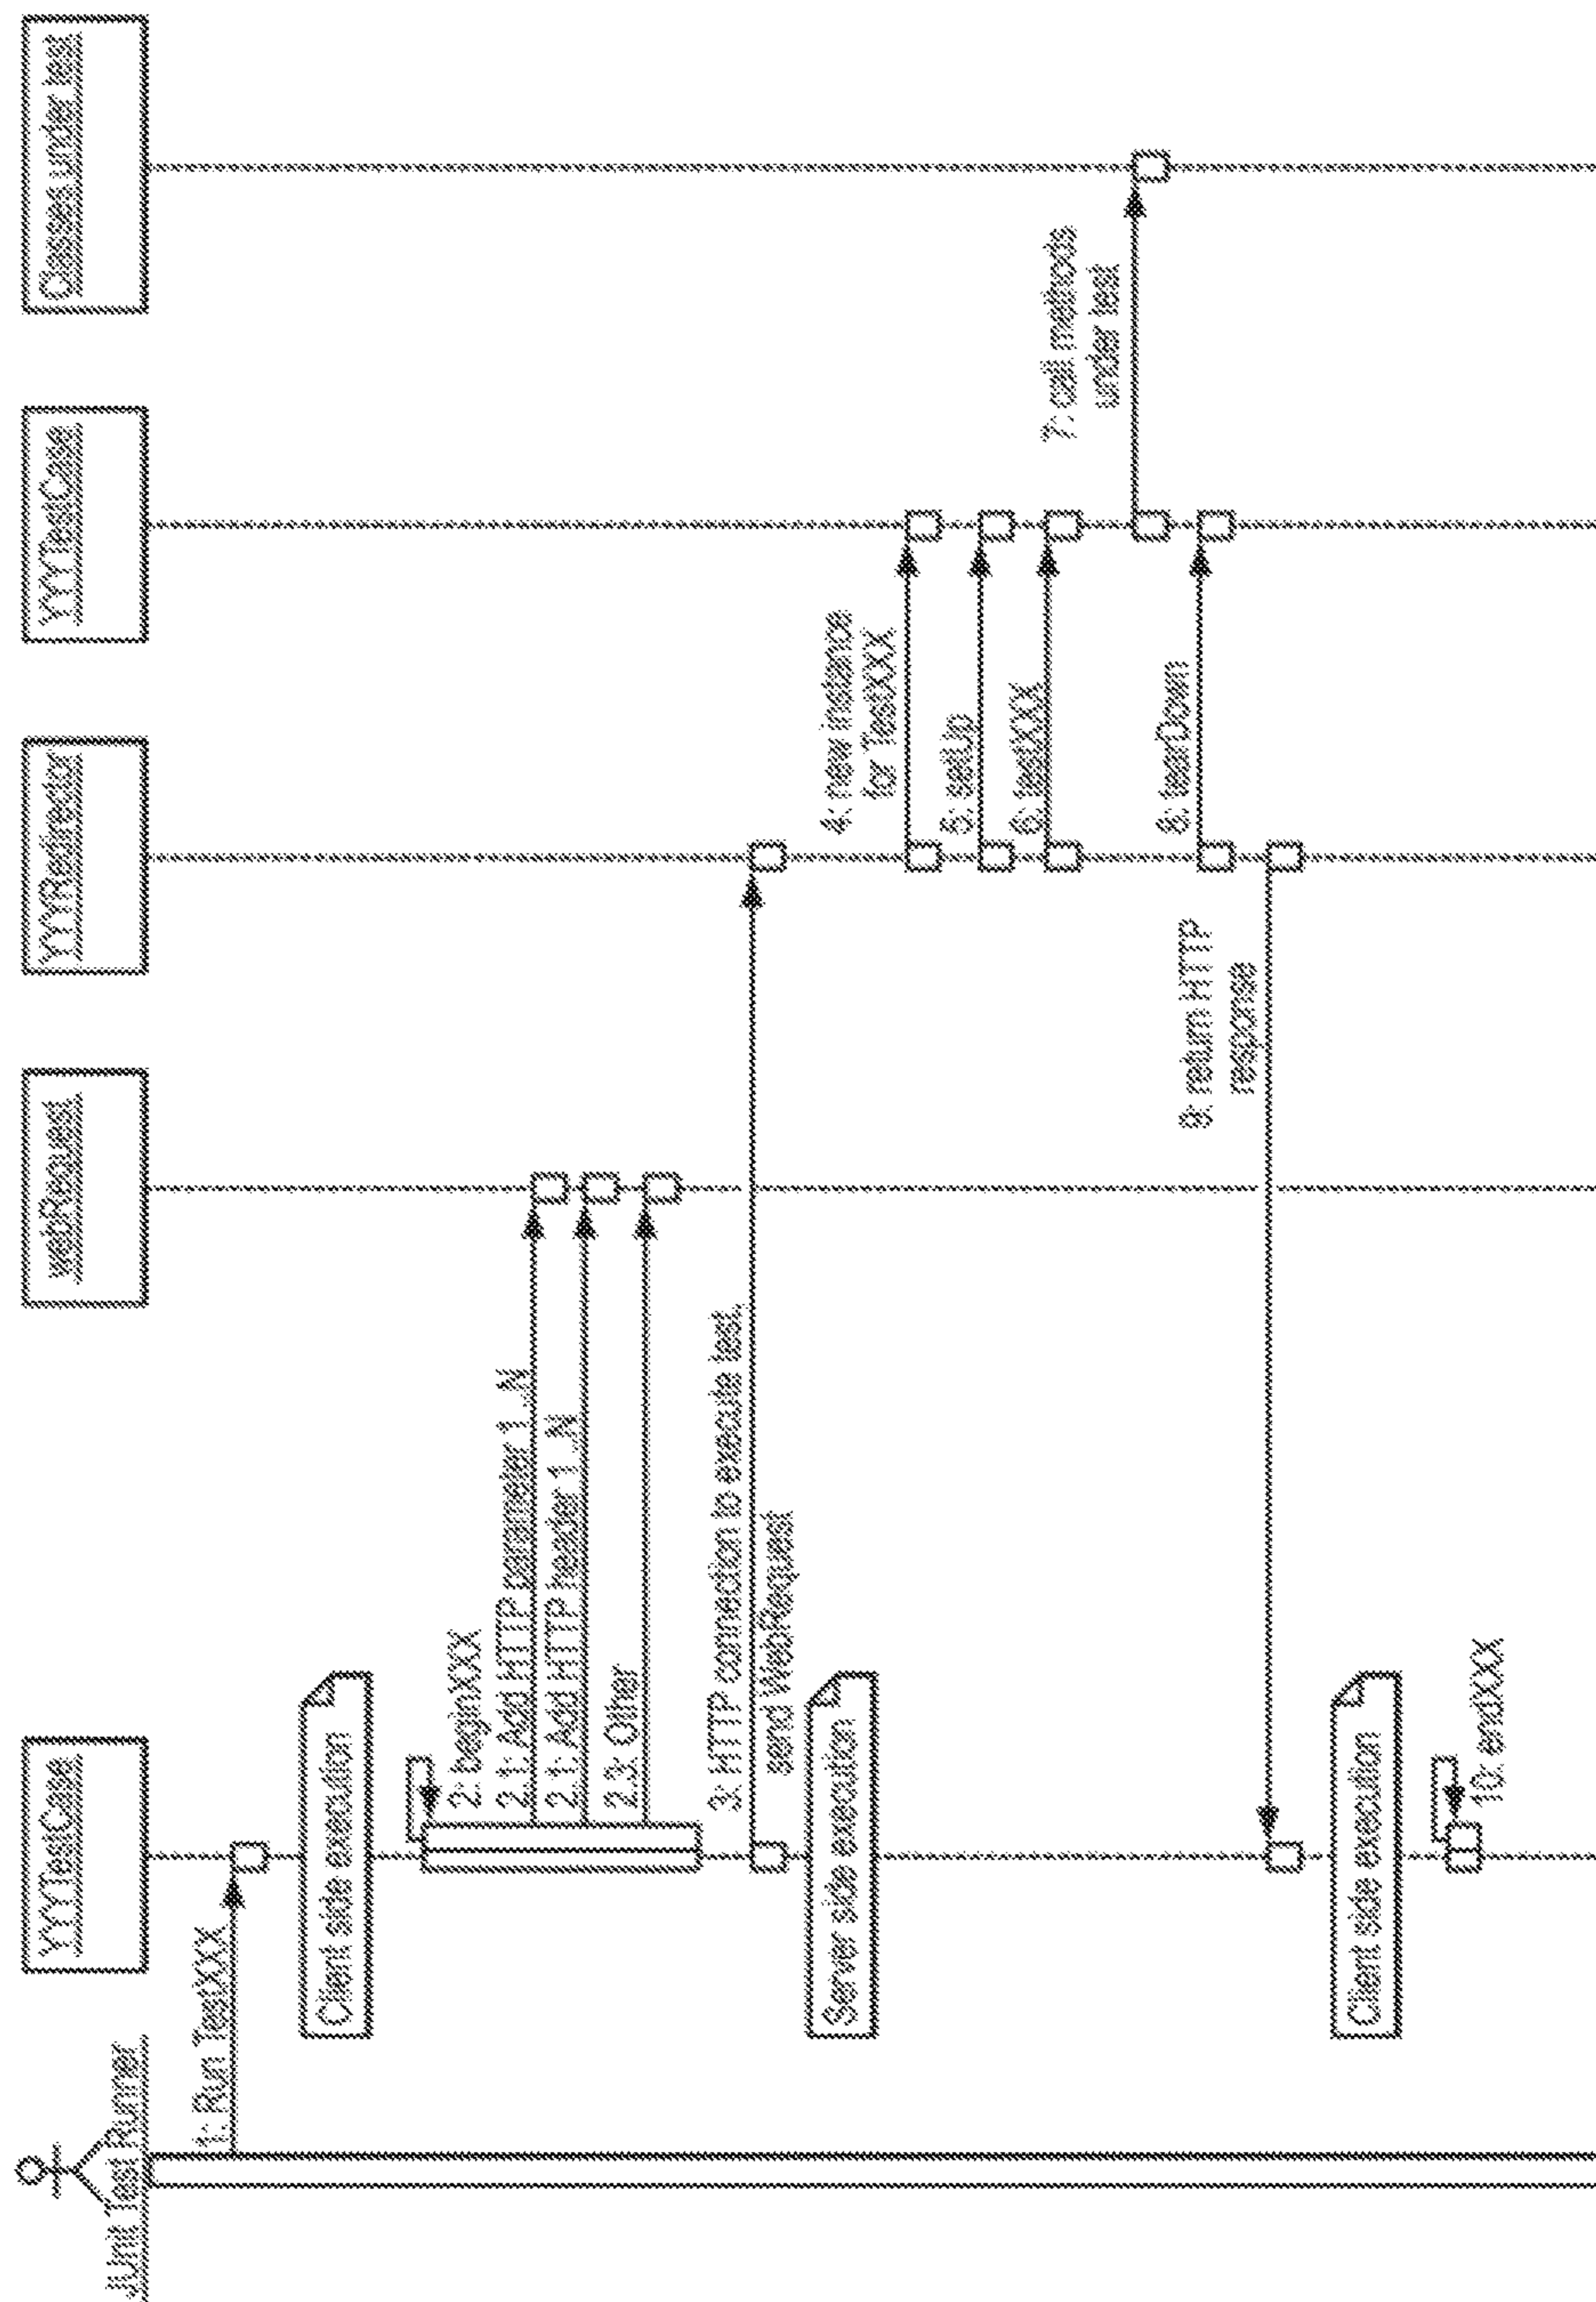 JUnit Test Runner
YYYTestCase
webRequest
YYYRedirector
YYYTestCase
Classes under test
1: Run TestXXX
Client side execution
2: beginXXX
2.1: Add HTTP parameter 1..N
2.1: Add HTTP header 1..N
2.3: Other
3: HTTP connection to execute test,
send WebRequest
Server side execution
4: new instance
for TestXXX
5: setUp
6: testXXX
7: call methods
under test
8: tearDown
9: return HTTP
response
Client side execution
10: endXXX